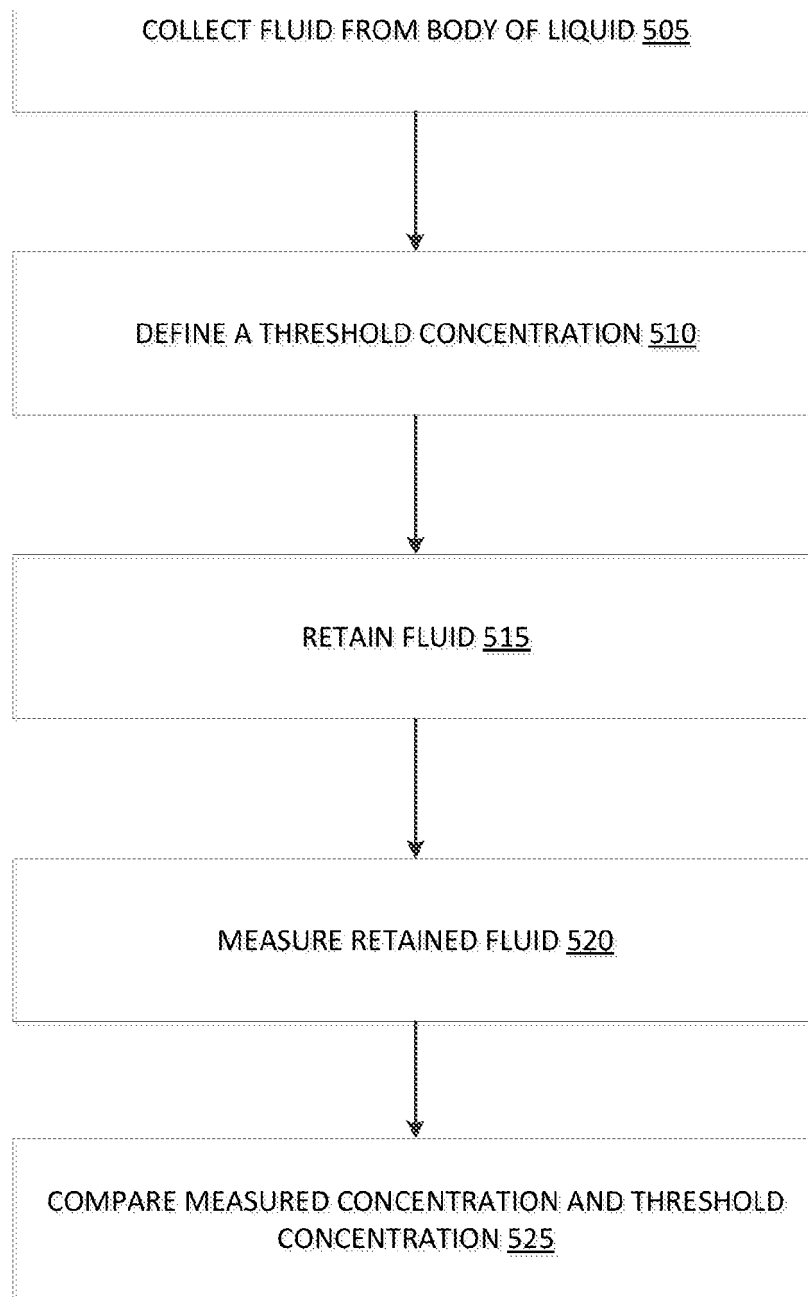 COLLECT FLUID FROM BODY OF LIQUID 505
DEFINE A THRESHOLD CONCENTRATION 510
RETAIN FLUID 515
MEASURE RETAINED FLUID 520
COMPARE MEASURED CONCENTRATION AND THRESHOLD
CONCENTRATION 525